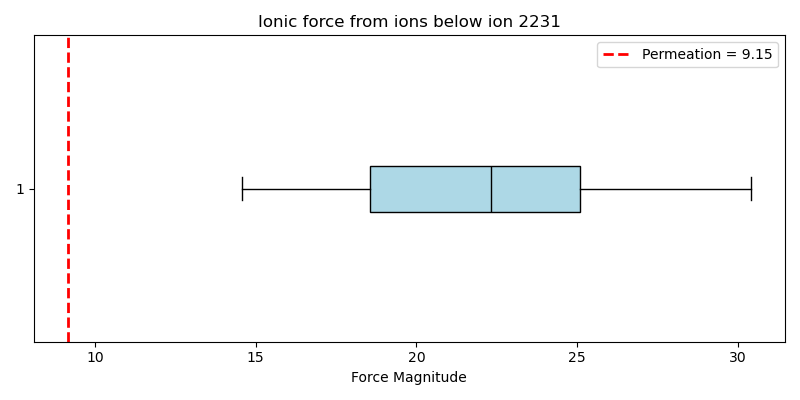 Ionic force from ions below ion 2231
Permeation = 9.15
1
10 15 20 25 30
Force Magnitude